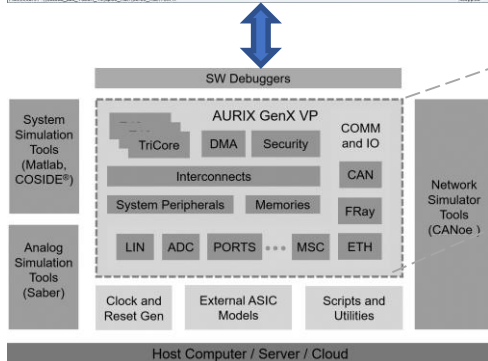 SW Debuggers
System
Simulation
Tools
(Matlab,
COSIDE®)
Analog
Simulation
Tools
(Saber)
AURIX GenX VP
TriCore
DMA
Security
Interconnects
System Peripherals
Memories
LIN
ADC
PORTS
MSC
COMM
and IO
CAN
FRay
ETH
Network
Simulator
Tools
(CANoe )
Clock and
Reset Gen
External ASIC
Models
Scripts and
Utilities
Host Computer / Server / Cloud